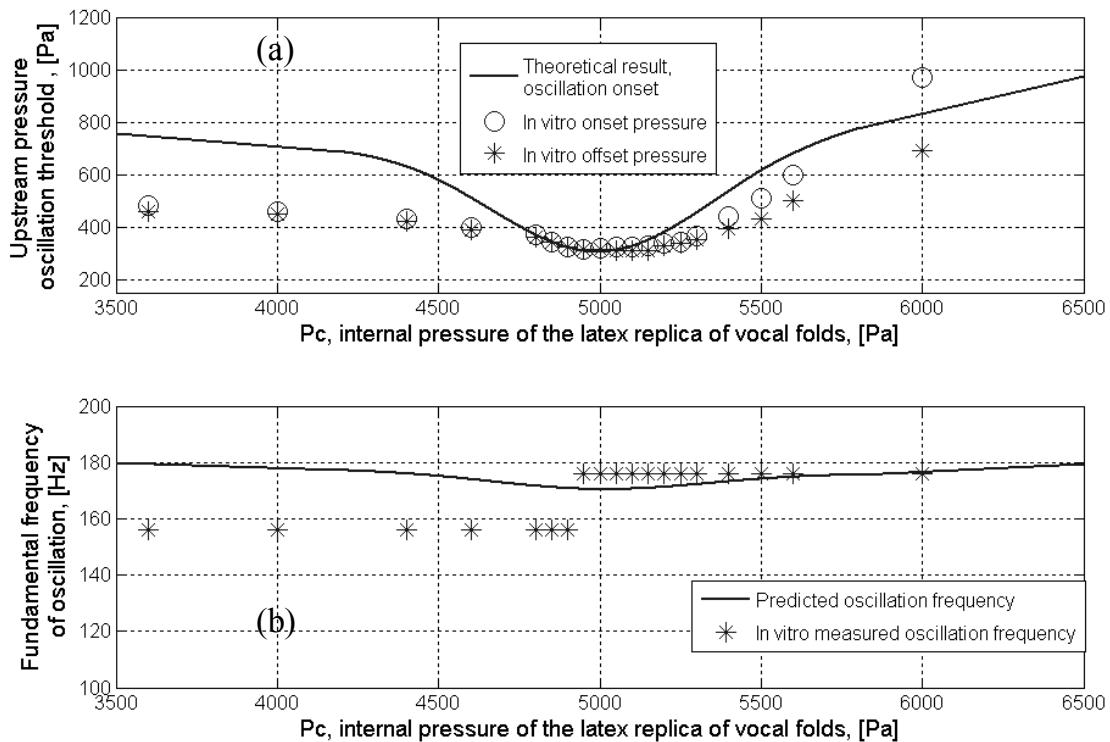 Upstream pressure
oscillation threshold , [Pa]
1200
1000
800
600
400
200
(a)
Theoretical result,
oscillation onset
In vitro onset pressure
In vitro offset pressure
3500 4000 4500 5000 5500 6000 6500
Pc, internal pressure of the latex replica of vocal folds, [Pa]
Fundamental frequency
of oscillation, [Hz]
200
180
160
140
120
100
(b)
Predicted oscillation frequency
In vitro measured oscillation frequency
3500 4000 4500 5000 5500 6000 6500
Pc, internal pressure of the latex replica of vocal folds, [Pa]